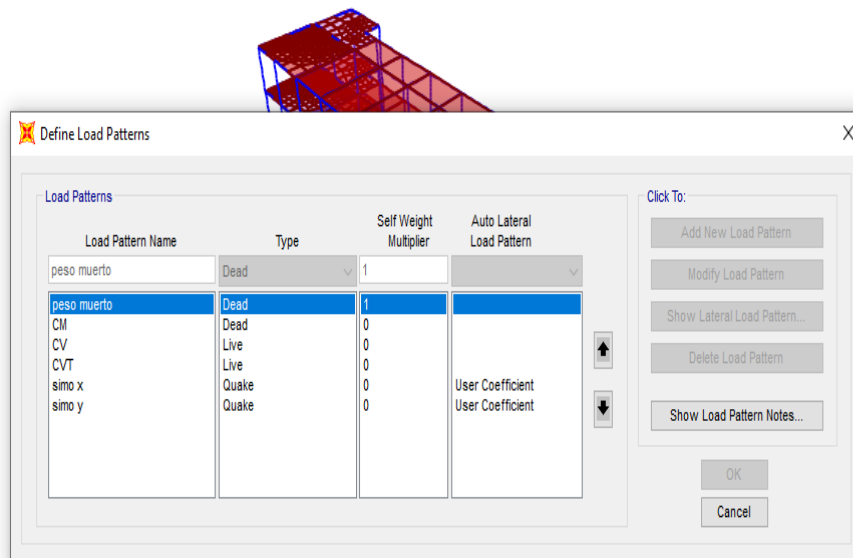 Define Load Patterns
Load Patterns
Click To:
Load Pattern Name
Type
Self Weight
Multiplier
Auto Lateral
Load Pattern
peso muerto
Dead
1
peso muerto Dead 1
CM Dead 0
CV Live 0
CVT Live 0
simo x Quake 0 User Coefficient
simo y Quake 0 User Coefficient
Add New Load Pattern
Modify Load Pattern
Show Lateral Load Pattern...
Delete Load Pattern
Show Load Pattern Notes...
OK
Cancel